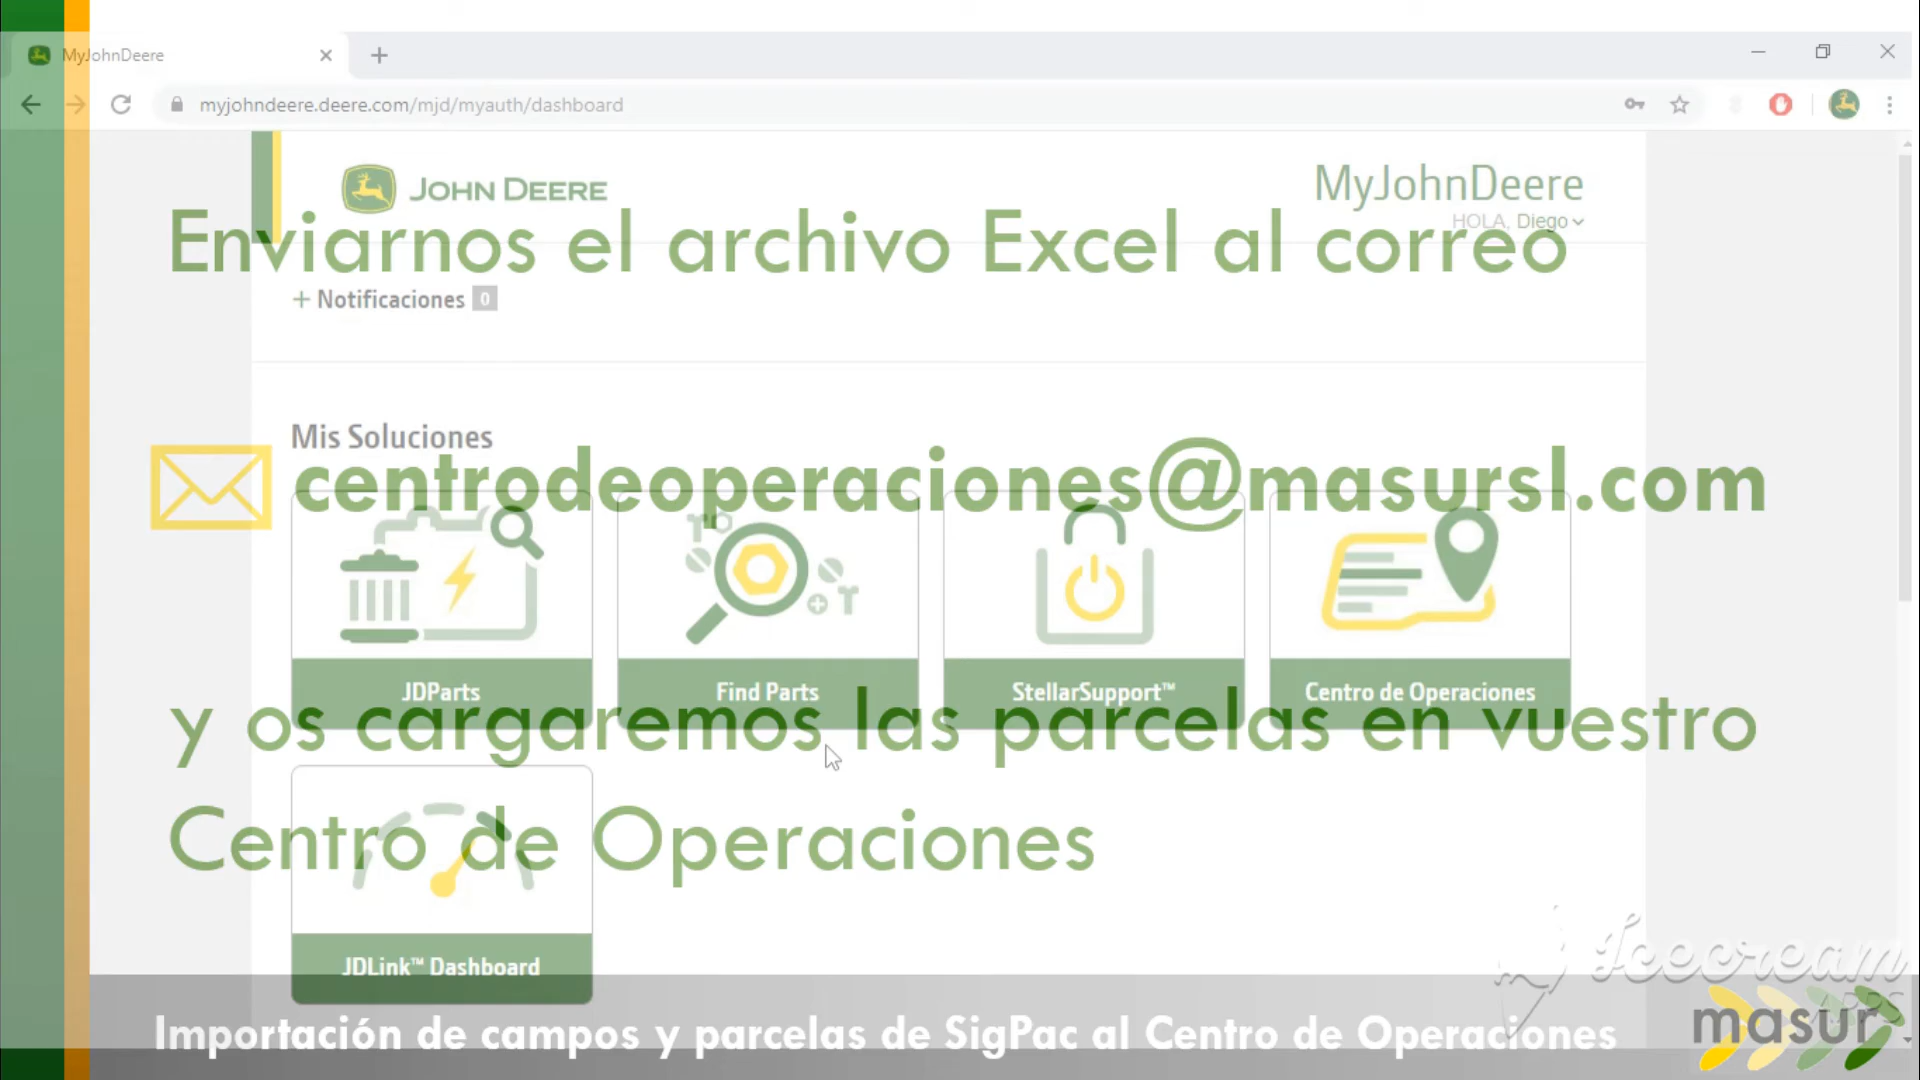 MyJohnDeere
myjohndeere.deere.com/mjd/myauth/dashboard
JOHN DEERE
MyJohnDeere
HOLA, Diego
Enviarnos el archivo Excel al correo
+ Notificaciones 0
Mis Soluciones
centrodeoperaciones@masursl.com
JDParts
Find Parts
StellarSupport™
Centro de Operaciones
y os cargaremos las parcelas en vuestro
Centro de Operaciones
JDLink™ Dashboard
Icecream
APPS
Importación de campos y parcelas de SigPac al Centro de Operaciones
masur